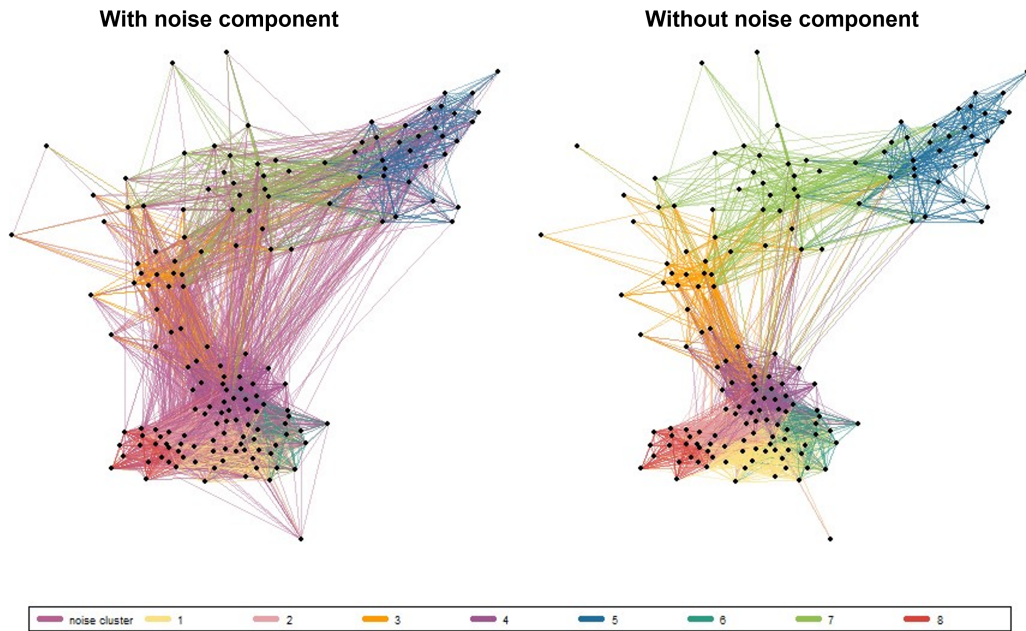 With noise component
Without noise component
noise cluster 1 2 3 4 5 6 7 8